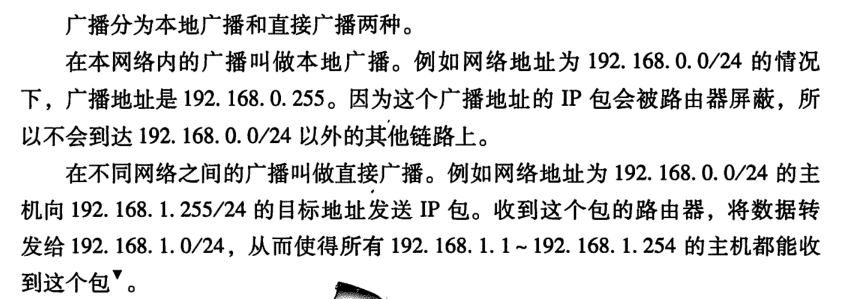 广播分为本地广播和直接广播两种。
在本网络内的广播叫做本地广播。例如网络地址为 192.168.0.0/24 的情况
下，广播地址是 192.168.0.255。因为这个广播地址的 IP 包会被路由器屏蔽，所
以不会到达 192.168.0.0/24 以外的其他链路上。
在不同网络之间的广播叫做直接广播。例如网络地址为 192.168.0.0/24 的主
机向 192.168.1.255/24 的目标地址发送 IP 包。收到这个包的路由器，将数据转
发给 192.168.1.0/24，从而使得所有 192.168.1.1~192.168.1.254 的主机都能收
到这个包▼。